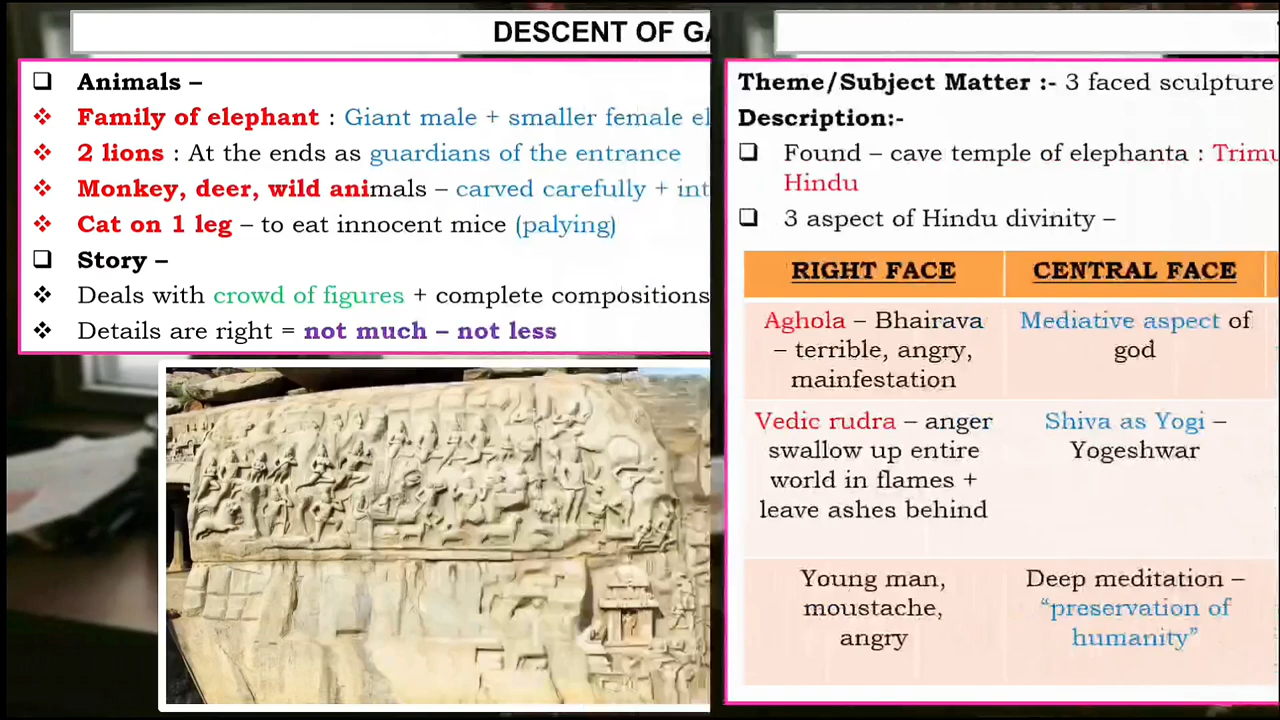 DESCENT OF
Animals –
Family of elephant : Giant male + smaller female
2 lions : At the ends as guardians of the entrance
Monkey, deer, wild animals – carved carefully +
Cat on 1 leg – to eat innocent mice (palying)
Story –
Deals with crowd of figures + complete compositions
Details are right = not much – not less
Theme/Subject Matter :- 3 faced sculpture
Description:-
Found – cave temple of elephanta :
Hindu
3 aspect of Hindu divinity –
RIGHT FACE
Aghola – Bhairava
– terrible, angry,
mainfestation
Vedic rudra – anger
swallow up entire
world in flames +
leave ashes behind
Young man,
moustache,
angry
CENTRAL FACE
Mediative aspect of
god
Shiva as Yogi –
Yogeshwar
Deep meditation –
“preservation of
humanity”